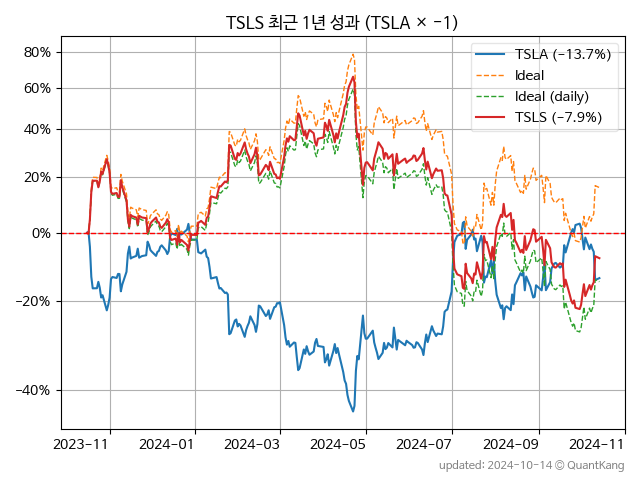 TSLS 최근 1년 성과 (TSLA × −1)
80%
60%
40%
20%
0%
−20%
−40%
TSLA (−13.7%)
Ideal
Ideal (daily)
TSLS (−7.9%)
2023−11
2024−01
2024−03
2024−05
2024−07
2024−09
2024−11
updated: 2024-10-14 © QuantKang